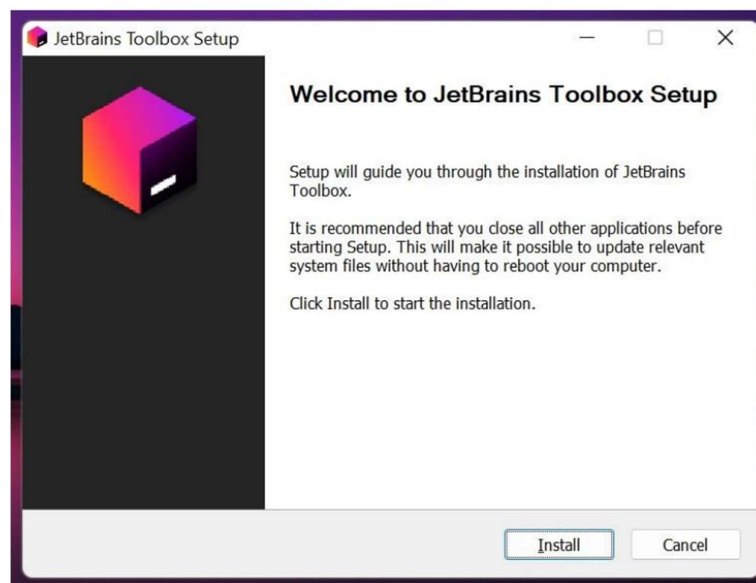 JetBrains Toolbox Setup
Welcome to JetBrains Toolbox Setup
Setup will guide you through the installation of JetBrains
Toolbox.
It is recommended that you close all other applications before
starting Setup. This will make it possible to update relevant
system files without having to reboot your computer.
Click Install to start the installation.
Install
Cancel